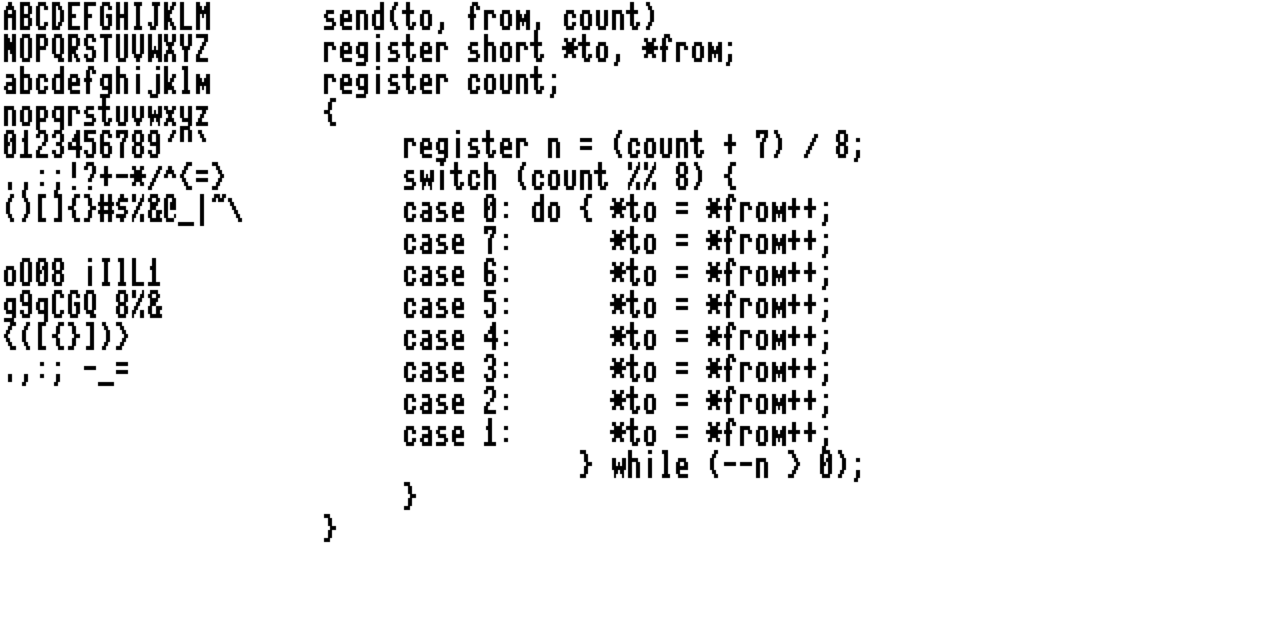 ABCDEFGHIJKLM
NOPQRSTUVWXYZ
abcdefghijklm
nopqrstuvwxyz
0123456789'"`
.,:;!?+-*/^<=>
()[]{}#$%&@_|~\
oO08 iIlL1
g9qCGQ 8%&
<([{}])>
.,:; -_=
send(to, from, count)
register short *to, *from;
register count;
{
    register n = (count + 7) / 8;
    switch (count %% 8) {
    case 0: do { *to = *from++;
    case 7:      *to = *from++;
    case 6:      *to = *from++;
    case 5:      *to = *from++;
    case 4:      *to = *from++;
    case 3:      *to = *from++;
    case 2:      *to = *from++;
    case 1:      *to = *from++;
               } while (--n > 0);
    }
}